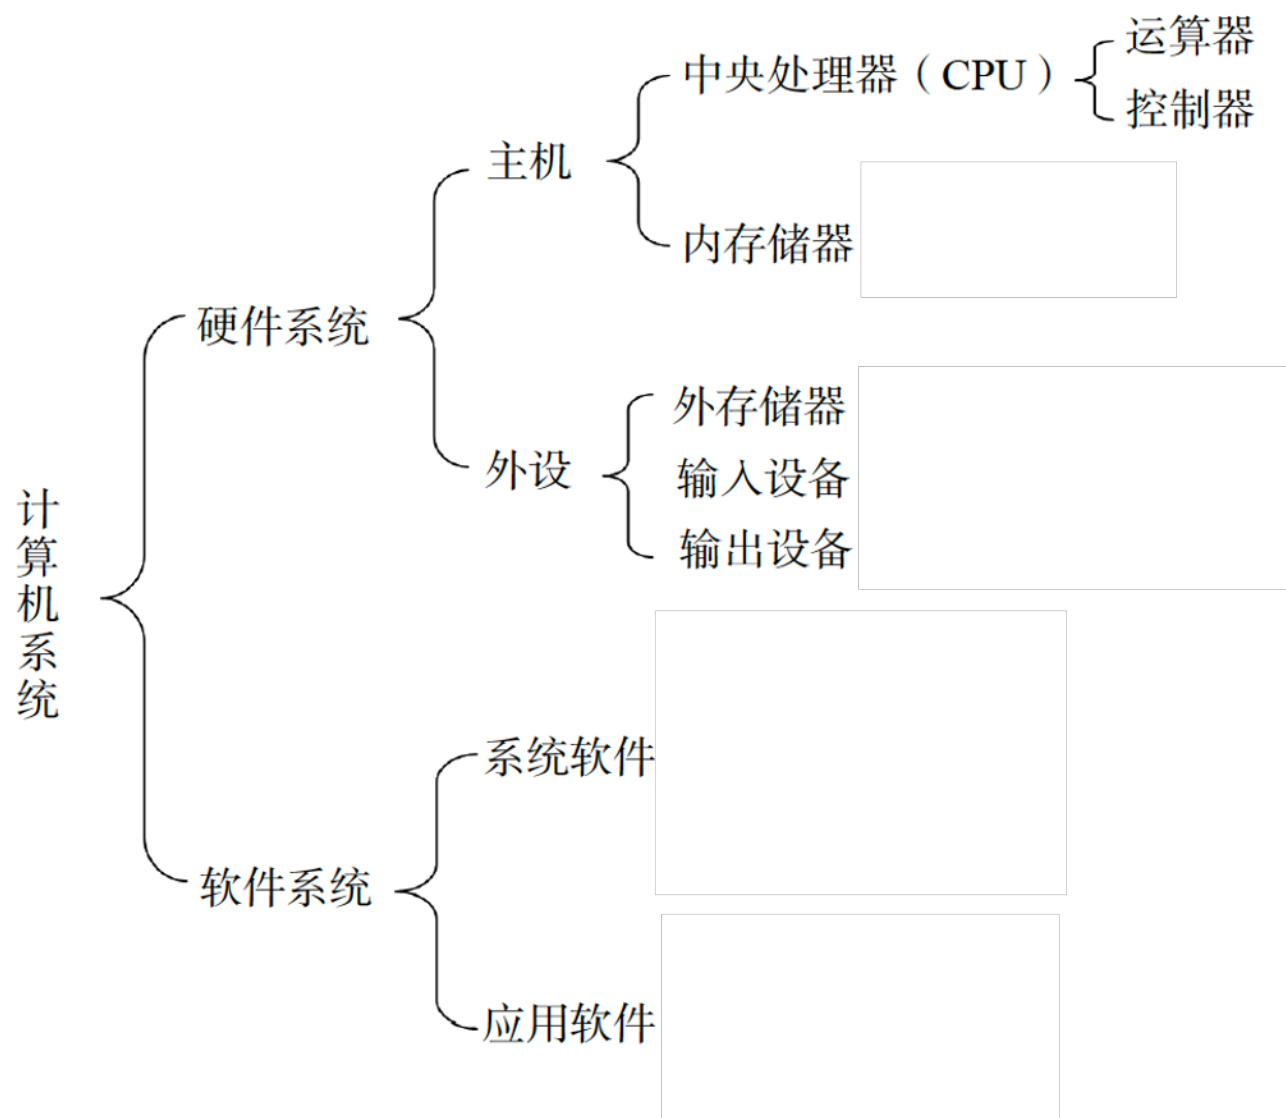 计算机系统
硬件系统
主机
中央处理器（CPU）
运算器
控制器
内存储器
外设
外存储器
输入设备
输出设备
软件系统
系统软件
应用软件